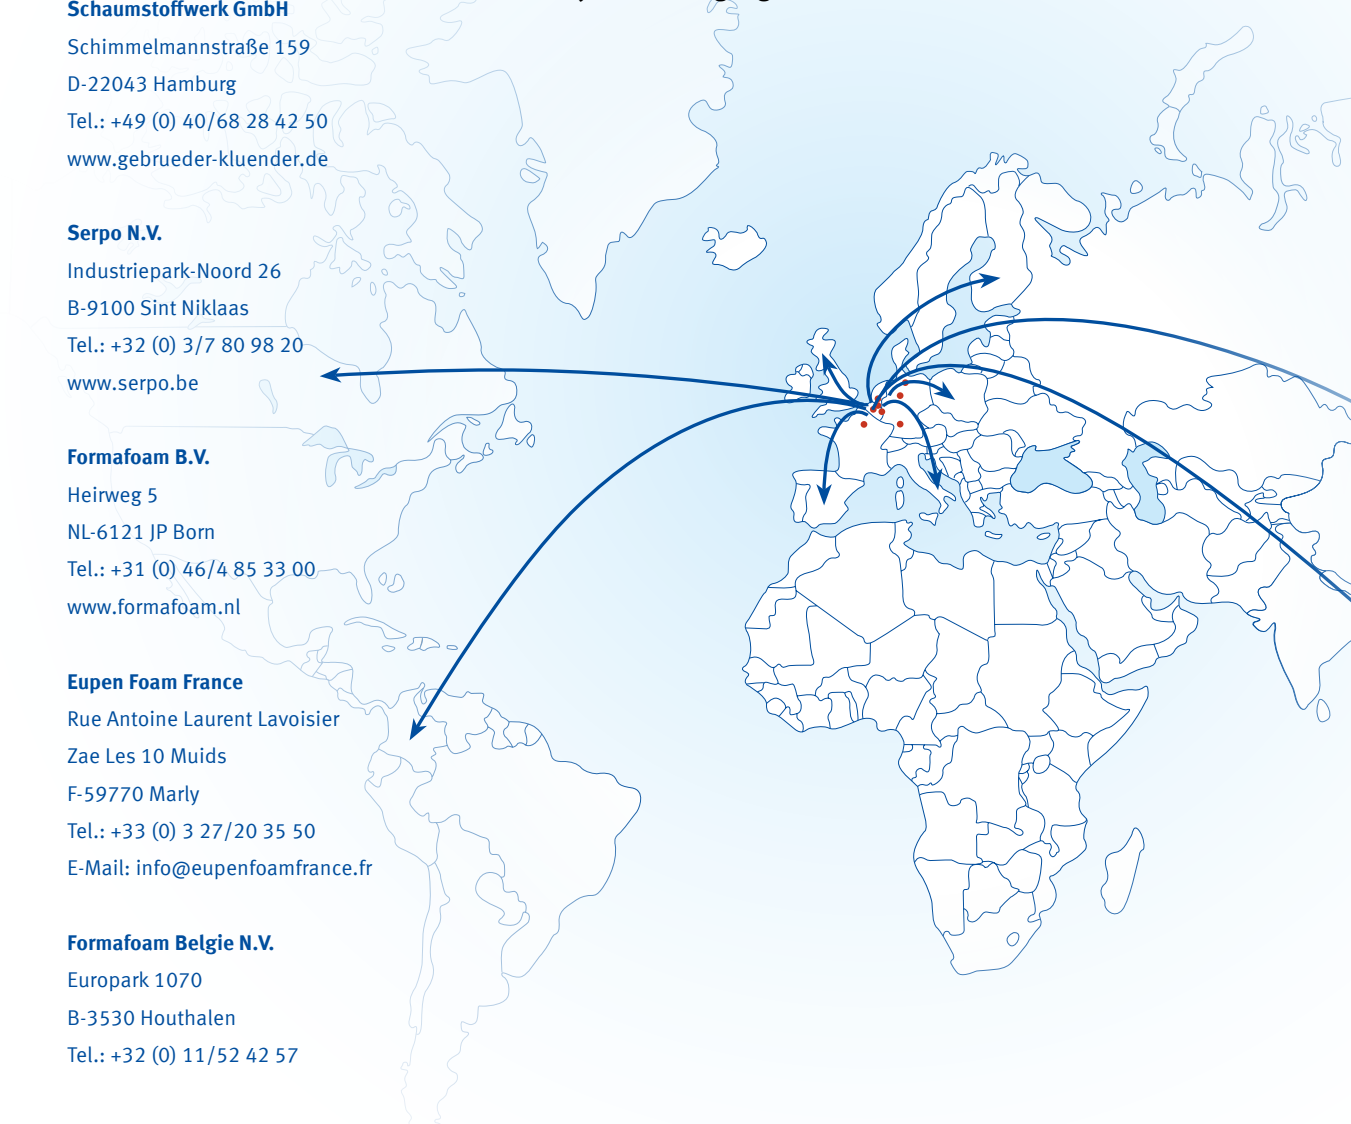 Schaumstoffwerk GmbH
Schimmelmannstraße 159
D-22043 Hamburg
Tel.: +49 (0) 40/68 28 42 50
www.gebrueder-kluender.de
Serpo N.V.
Industriepark-Noord 26
B-9100 Sint Niklaas
Tel.: +32 (0) 3/7 80 98 20
www.serpo.be
Formafoam B.V.
Heirweg 5
NL-6121 JP Born
Tel.: +31 (0) 46/4 85 33 00
www.formafoam.nl
Eupen Foam France
Rue Antoine Laurent Lavoisier
Zae Les 10 Muids
F-59770 Marly
Tel.: +33 (0) 3 27/20 35 50
E-Mail: info@eupenfoamfrance.fr
Formafoam Belgie N.V.
Europark 1070
B-3530 Houthalen
Tel.: +32 (0) 11/52 42 57